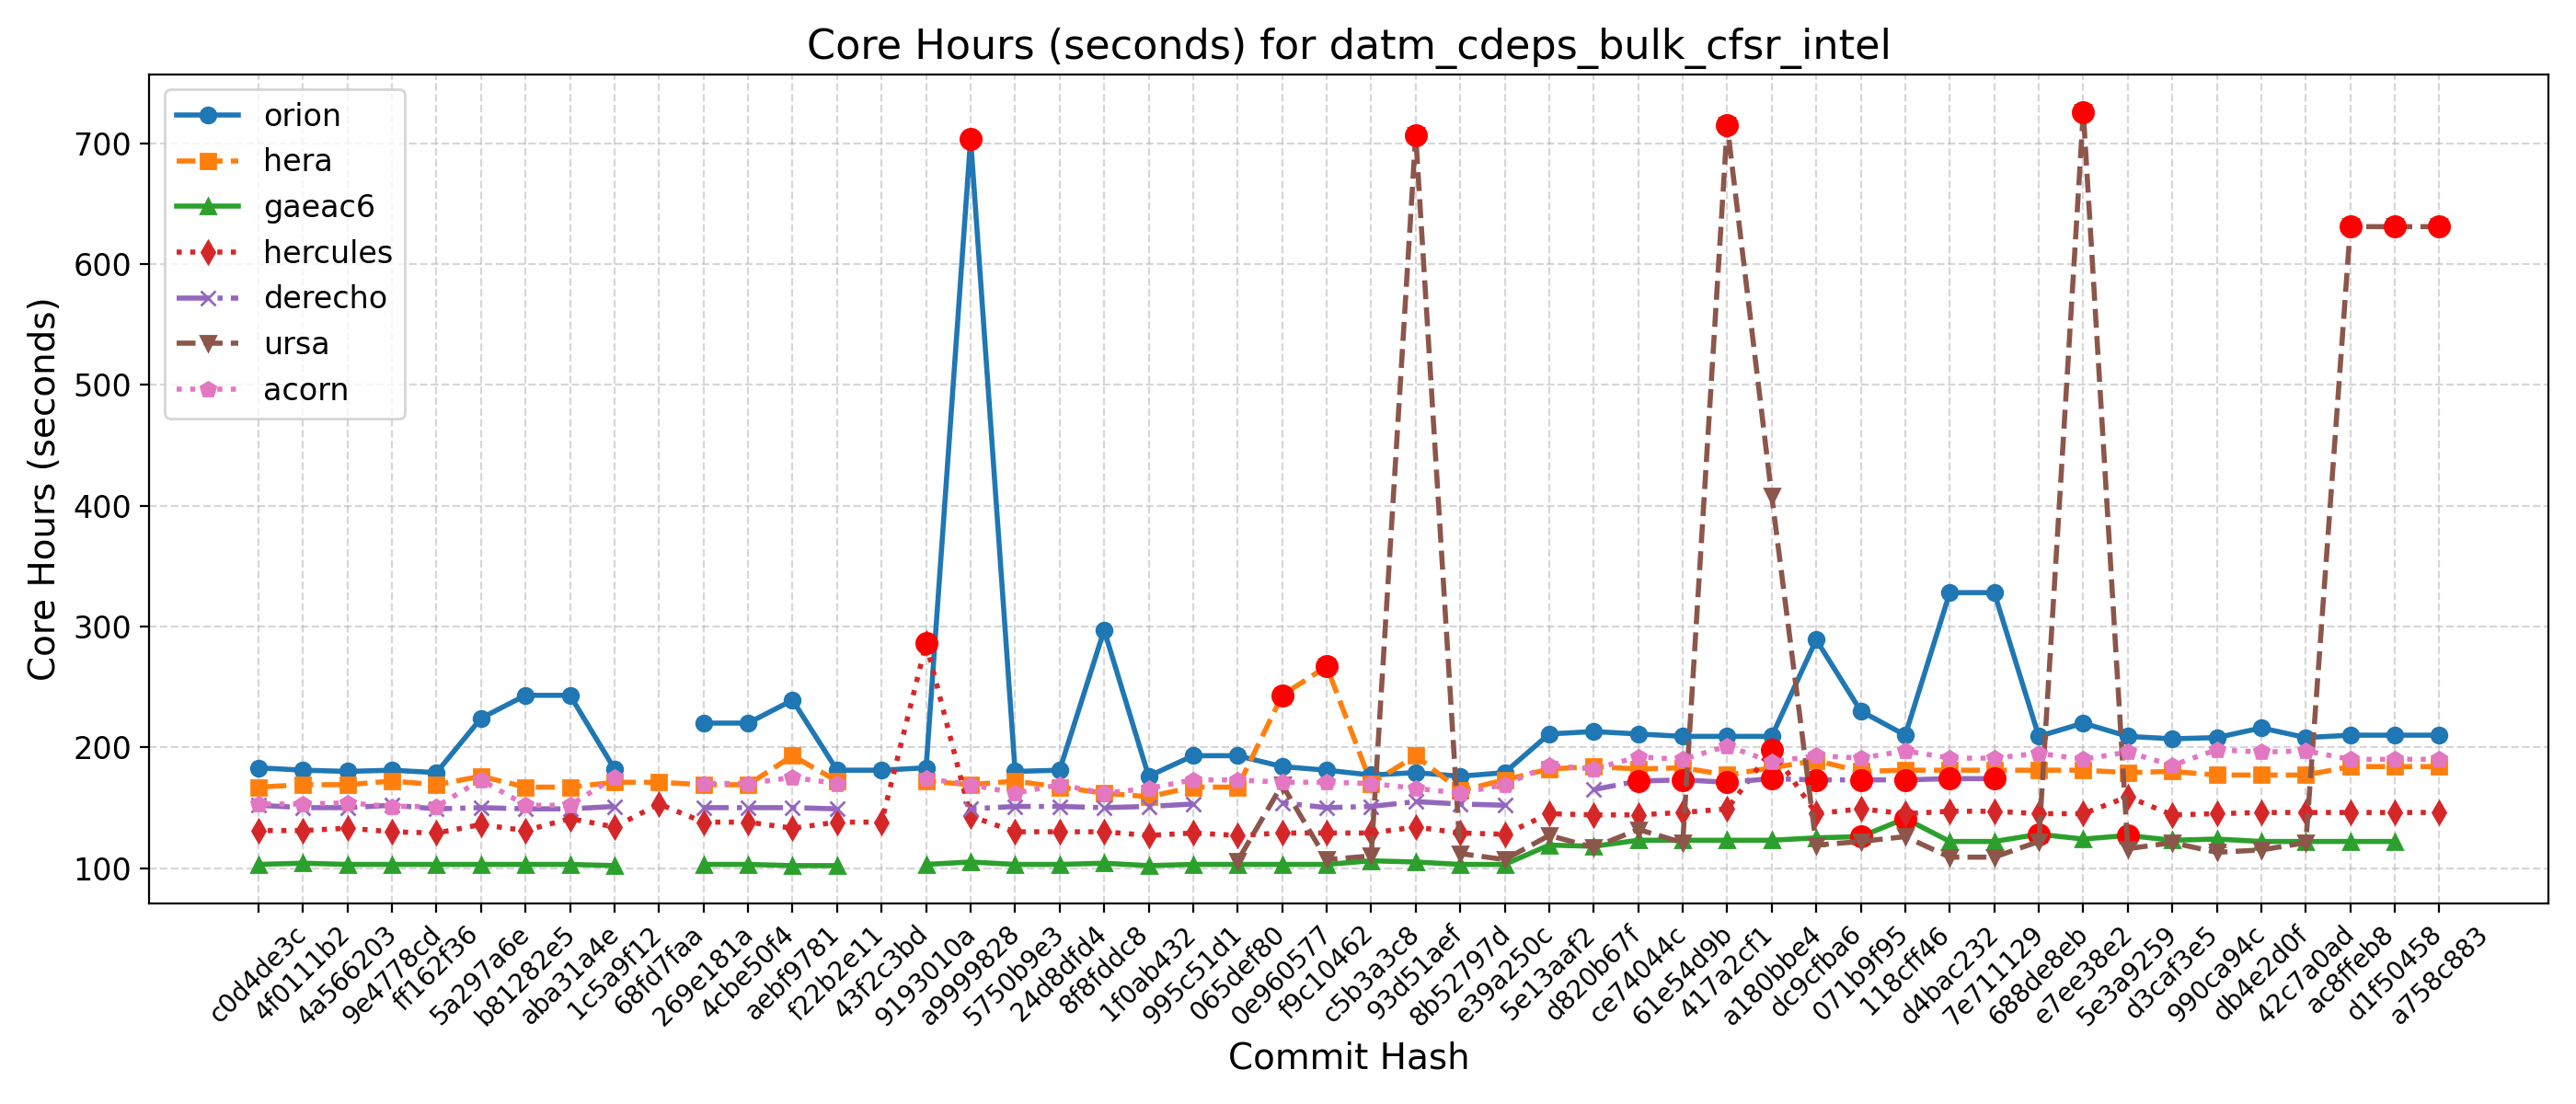 Core Hours (seconds) for datm_cdeps_bulk_cfsr_intel
orion
hera
gaeac6
hercules
derecho
ursa
acorn
Core Hours (seconds)
700
600
500
400
300
200
100
c0d4de3c
4f0111b2
4a566203
9e4778cd
ff162f36
5a297a6e
b81282e5
aba31a4e
1c5a9f12
68fd7faa
269e181a
4cbe50f4
aebf9781
f22b2e11
43f2c3bd
9193010a
a9999828
5750b9e3
24d8dfd4
8f8fddc8
1f0ab432
995c51d1
065def80
0e960577
f9c10462
c5b3a3c8
93d51aef
8b52797d
e39a250c
5e13aaf2
d820b67f
ce74044c
61e54d9b
417a2cf1
a180bbe4
dc9cfba6
071b9f95
118cff46
d4bac232
7e711129
688de8eb
e7ee38e2
5e3a9259
d3caf3e5
990ca94c
db4e2d0f
42c7a0ad
ac8ffeb8
d1f50458
a758c883
Commit Hash